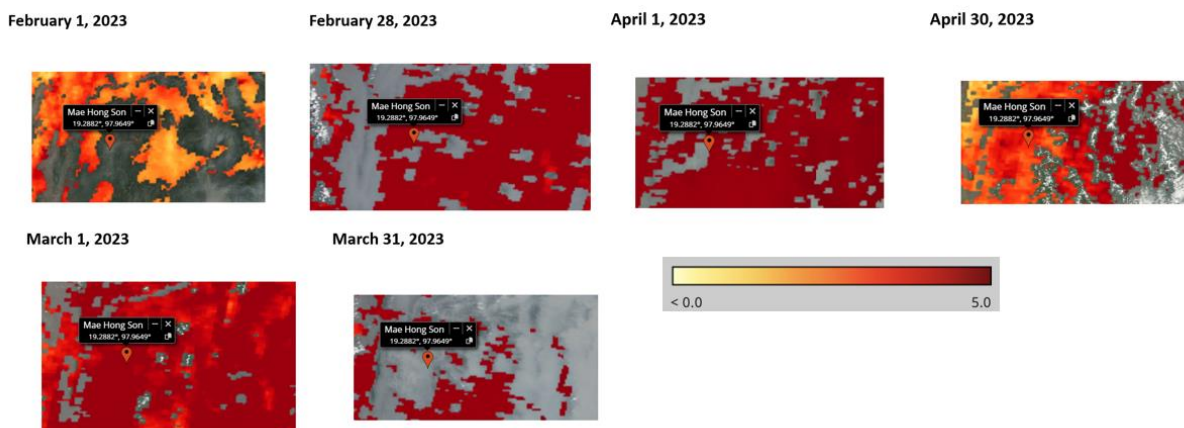 February 1, 2023
February 28, 2023
April 1, 2023
April 30, 2023
Mae Hong Son
19.2882°, 97.9649°
Mae Hong Son
19.2882°, 97.9649°
Mae Hong Son
19.2882°, 97.9649°
Mae Hong Son
19.2882°, 97.9649°
March 1, 2023
March 31, 2023
Mae Hong Son
19.2882°, 97.9649°
Mae Hong Son
19.2882°, 97.9649°
< 0.0
5.0